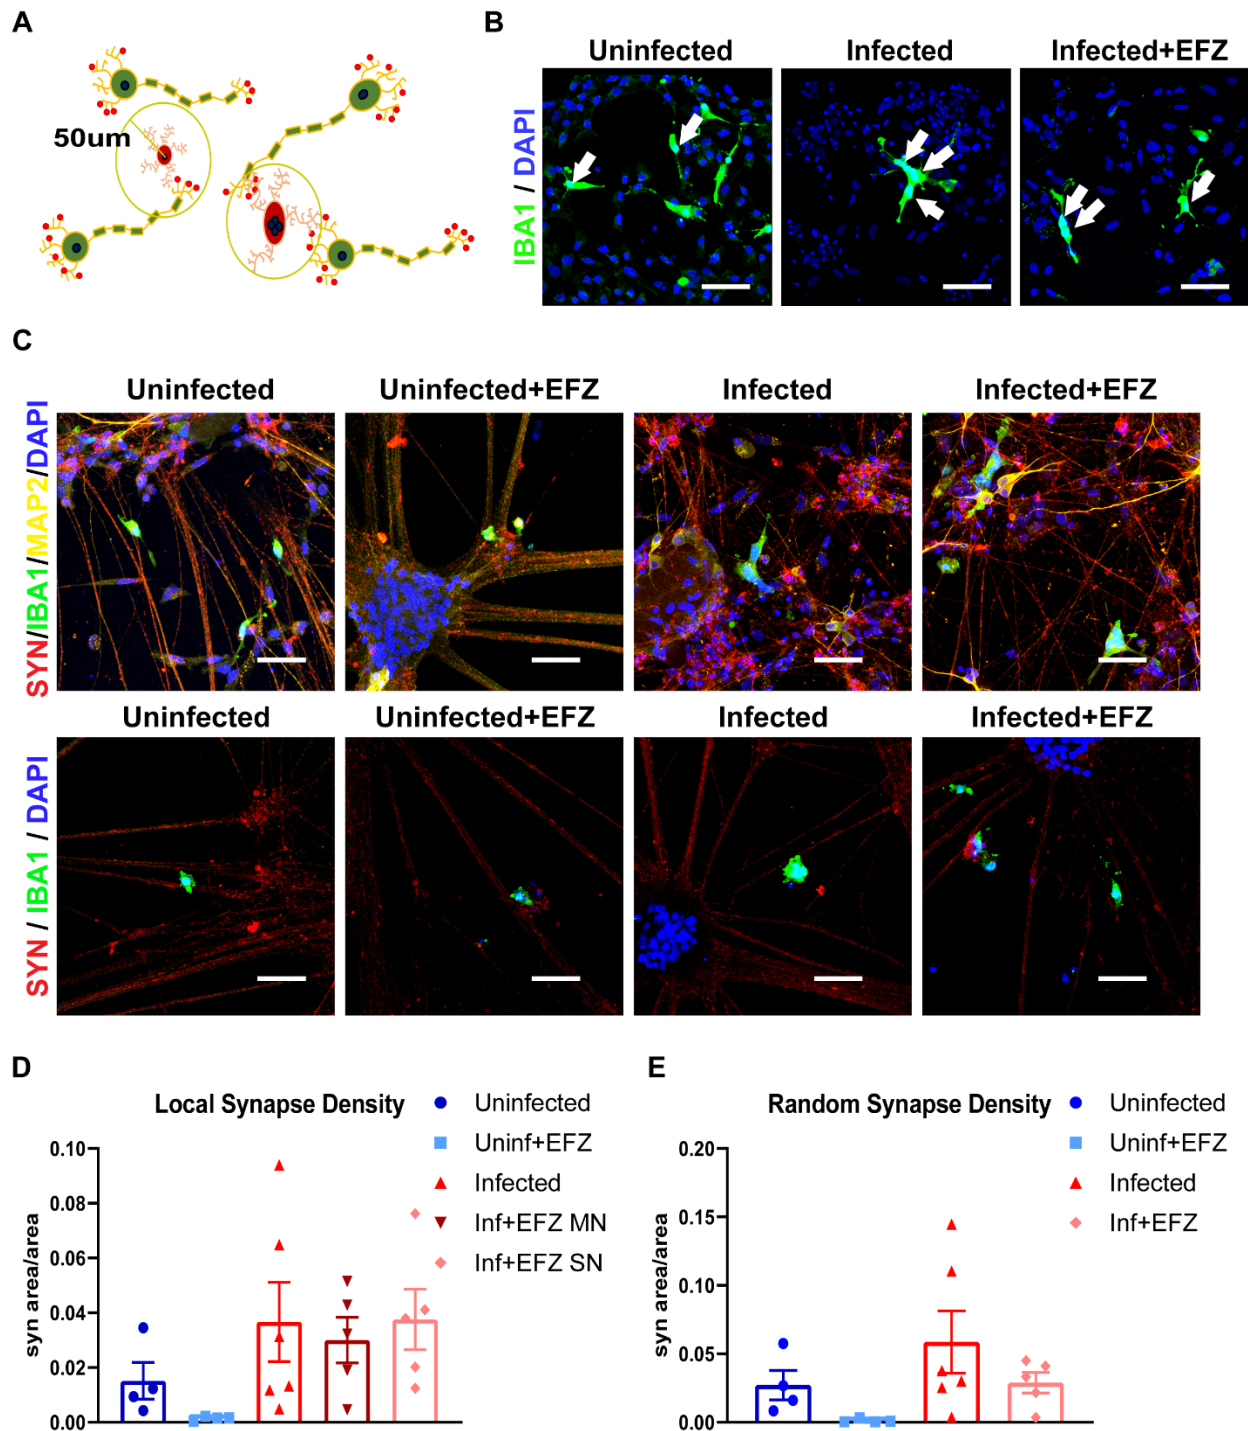 A
50um
B
Uninfected
Infected
Infected+EFZ
IBA1 / DAPI
C
Uninfected
Uninfected+EFZ
Infected
Infected+EFZ
SYN/IBA1/MAP2/DAPI
Uninfected
Uninfected+EFZ
Infected
Infected+EFZ
SYN / IBA1 / DAPI
D
Local Synapse Density
Uninfected
Uninf+EFZ
Infected
Inf+EFZ MN
Inf+EFZ SN
syn area/area
0.10
0.08
0.06
0.04
0.02
0.00
E
Random Synapse Density
Uninfected
Uninf+EFZ
Infected
Inf+EFZ
syn area/area
0.20
0.15
0.10
0.05
0.00